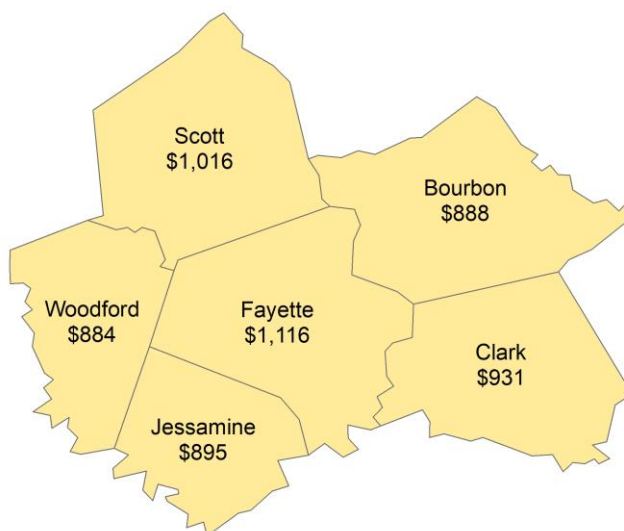 Scott
$1,016
Bourbon
$888
Woodford
$884
Fayette
$1,116
Clark
$931
Jessamine
$895